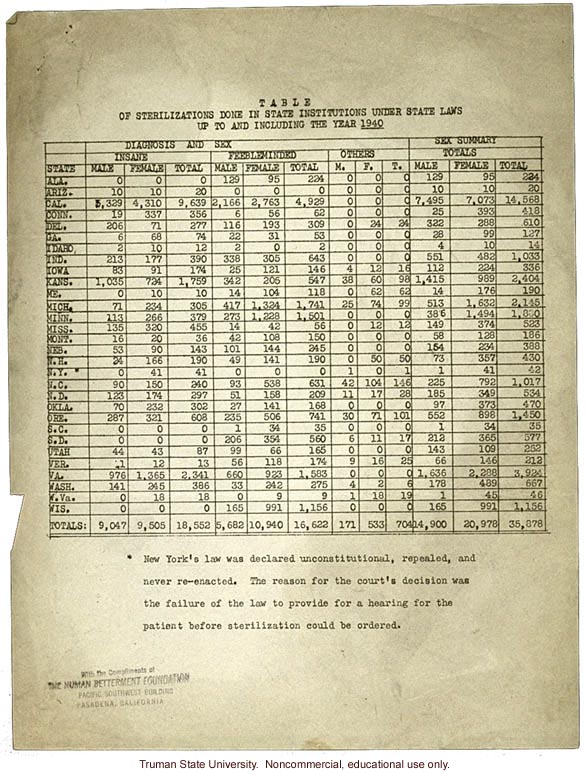 TABLE
OF STERILIZATIONS DONE IN STATE INSTITUTIONS UNDER STATE LAWS
UP TO AND INCLUDING THE YEAR 1940
DIAGNOSIS AND SEX SEX SUMMARY
INSANE FEEBLEMINDED OTHERS TOTALS
STATE MALE FEMALE TOTAL MALE FEMALE TOTAL M. F. T. MALE FEMALE TOTAL
ALA. 0 0 0 129 95 224 0 0 0 129 95 224
ARIZ. 10 10 20 0 0 0 0 0 0 10 10 20
CAL. 5,329 4,310 9,639 2,166 2,763 4,929 0 0 0 7,495 7,073 14,568
CONN. 19 337 356 6 56 62 0 0 0 25 393 418
DEL. 206 71 277 116 193 309 0 24 24 322 288 610
GA. 6 68 74 22 31 53 0 0 0 28 99 127
IDAHO 2 10 12 2 0 2 0 0 0 4 10 14
IND. 213 177 390 338 305 643 0 0 0 551 482 1,033
IOWA 83 91 174 25 121 146 4 12 16 112 224 336
KANS. 1,035 724 1,759 342 205 547 38 60 98 1,415 989 2,404
ME. 0 10 10 14 104 118 0 62 62 14 176 190
MICH. 71 234 305 417 1,324 1,741 25 74 99 513 1,632 2,145
MINN. 113 266 379 273 1,228 1,501 0 0 0 386 1,494 1,880
MISS. 135 320 455 14 42 56 0 12 12 149 374 523
MONT. 16 20 36 42 108 150 0 0 0 58 128 186
NEB. 53 90 143 101 144 245 0 0 0 154 234 388
N.H. 24 166 190 49 141 190 0 50 50 73 357 430
N.Y. * 0 41 41 0 0 0 1 0 1 1 41 42
N.C. 90 150 240 93 538 631 42 104 146 225 792 1,017
N.D. 123 174 297 51 158 209 11 17 28 185 349 534
OKLA. 70 232 302 27 141 168 0 0 0 97 373 470
ORE. 287 321 608 235 506 741 30 71 101 552 898 1,450
S.C. 0 0 0 1 34 35 0 0 0 1 34 35
S.D. 0 0 0 206 354 560 6 11 17 212 365 577
UTAH 44 43 87 99 66 165 0 0 0 143 109 252
VER. 1 12 13 56 118 174 9 16 25 66 146 212
VA. 976 1,365 2,341 660 923 1,583 0 0 0 1,636 2,288 3,924
WASH. 141 245 386 33 242 275 4 2 6 178 489 667
W.Va. 0 18 18 0 9 9 1 18 19 1 45 46
WIS. 0 0 0 165 991 1,156 0 0 0 165 991 1,156
TOTALS: 9,047 9,505 18,552 5,682 10,940 16,622 171 533 704 14,900 20,978 35,878
* New York's law was declared unconstitutional, repealed, and
never re-enacted. The reason for the court's decision was
the failure of the law to provide for a hearing for the
patient before sterilization could be ordered.
With the Compliments of
THE HUMAN BETTERMENT FOUNDATION
PACIFIC SOUTHWEST BUILDING
PASADENA, CALIFORNIA
Truman State University. Noncommercial, educational use only.